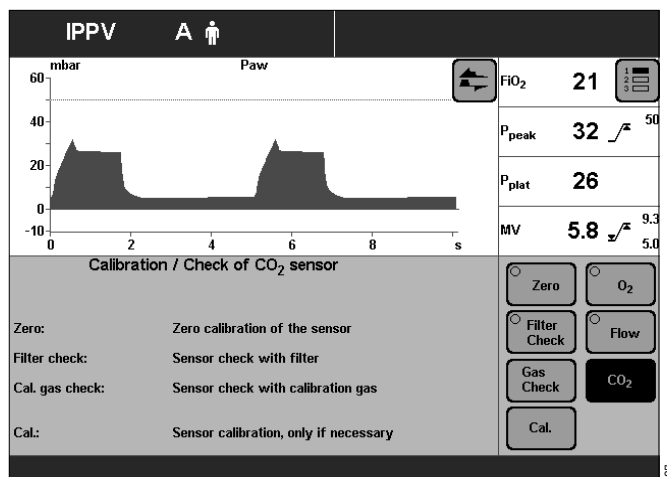 IPPV A
mbar Paw
60
40
20
0
-10
0 2 4 6 8 s
FiO2 21
1
2
3
Ppeak 32 50
Pplat 26
MV 5.8 9.3
5.0
Calibration / Check of CO2 sensor
Zero: Zero calibration of the sensor
Filter check: Sensor check with filter
Cal. gas check: Sensor check with calibration gas
Cal.: Sensor calibration, only if necessary
Zero
O2
Filter
Check
Flow
Gas
Check
CO2
Cal.